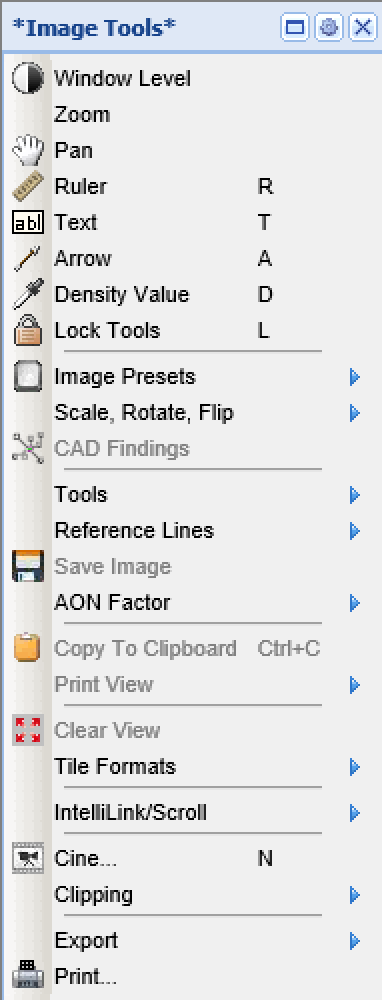 *Image Tools*
Window Level
Zoom
Pan
Ruler R
abl Text T
Arrow A
Density Value D
Lock Tools L
Image Presets
Scale, Rotate, Flip
CAD Findings
Tools
Reference Lines
Save Image
AON Factor
Copy To Clipboard Ctrl+C
Print View
Clear View
Tile Formats
IntelliLink/Scroll
Cine... N
Clipping
Export
Print...